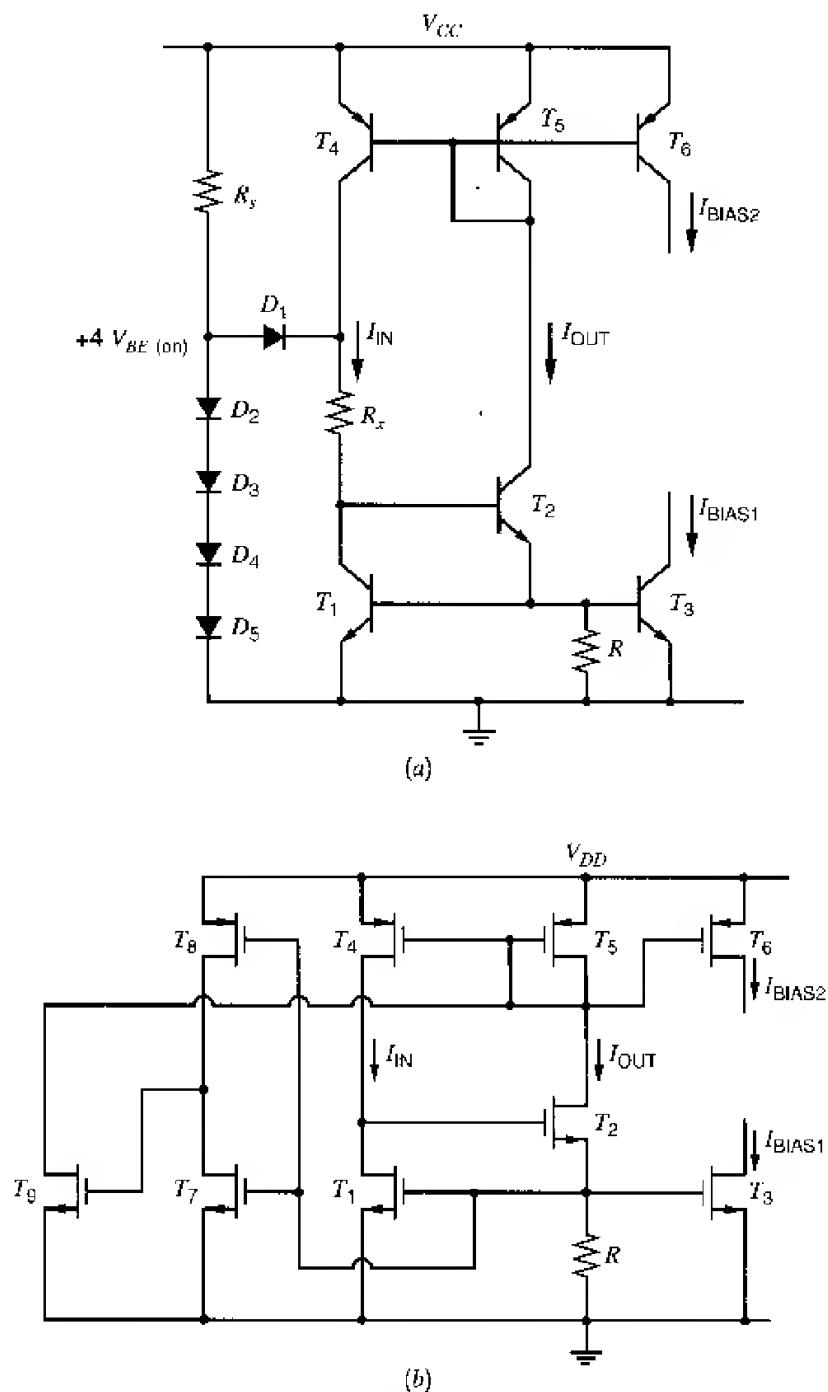 V_CC
T_4
T_5
T_6
R_s
I_BIAS2
D_1
+4 V_BE (on)
I_IN
I_OUT
D_2
R_x
D_3
T_2
I_BIAS1
D_4
T_1
T_3
D_5
R
(a)
V_DD
T_8
T_4
T_5
T_6
I_BIAS2
I_IN
I_OUT
T_2
I_BIAS1
T_9
T_7
T_1
T_3
R
(b)